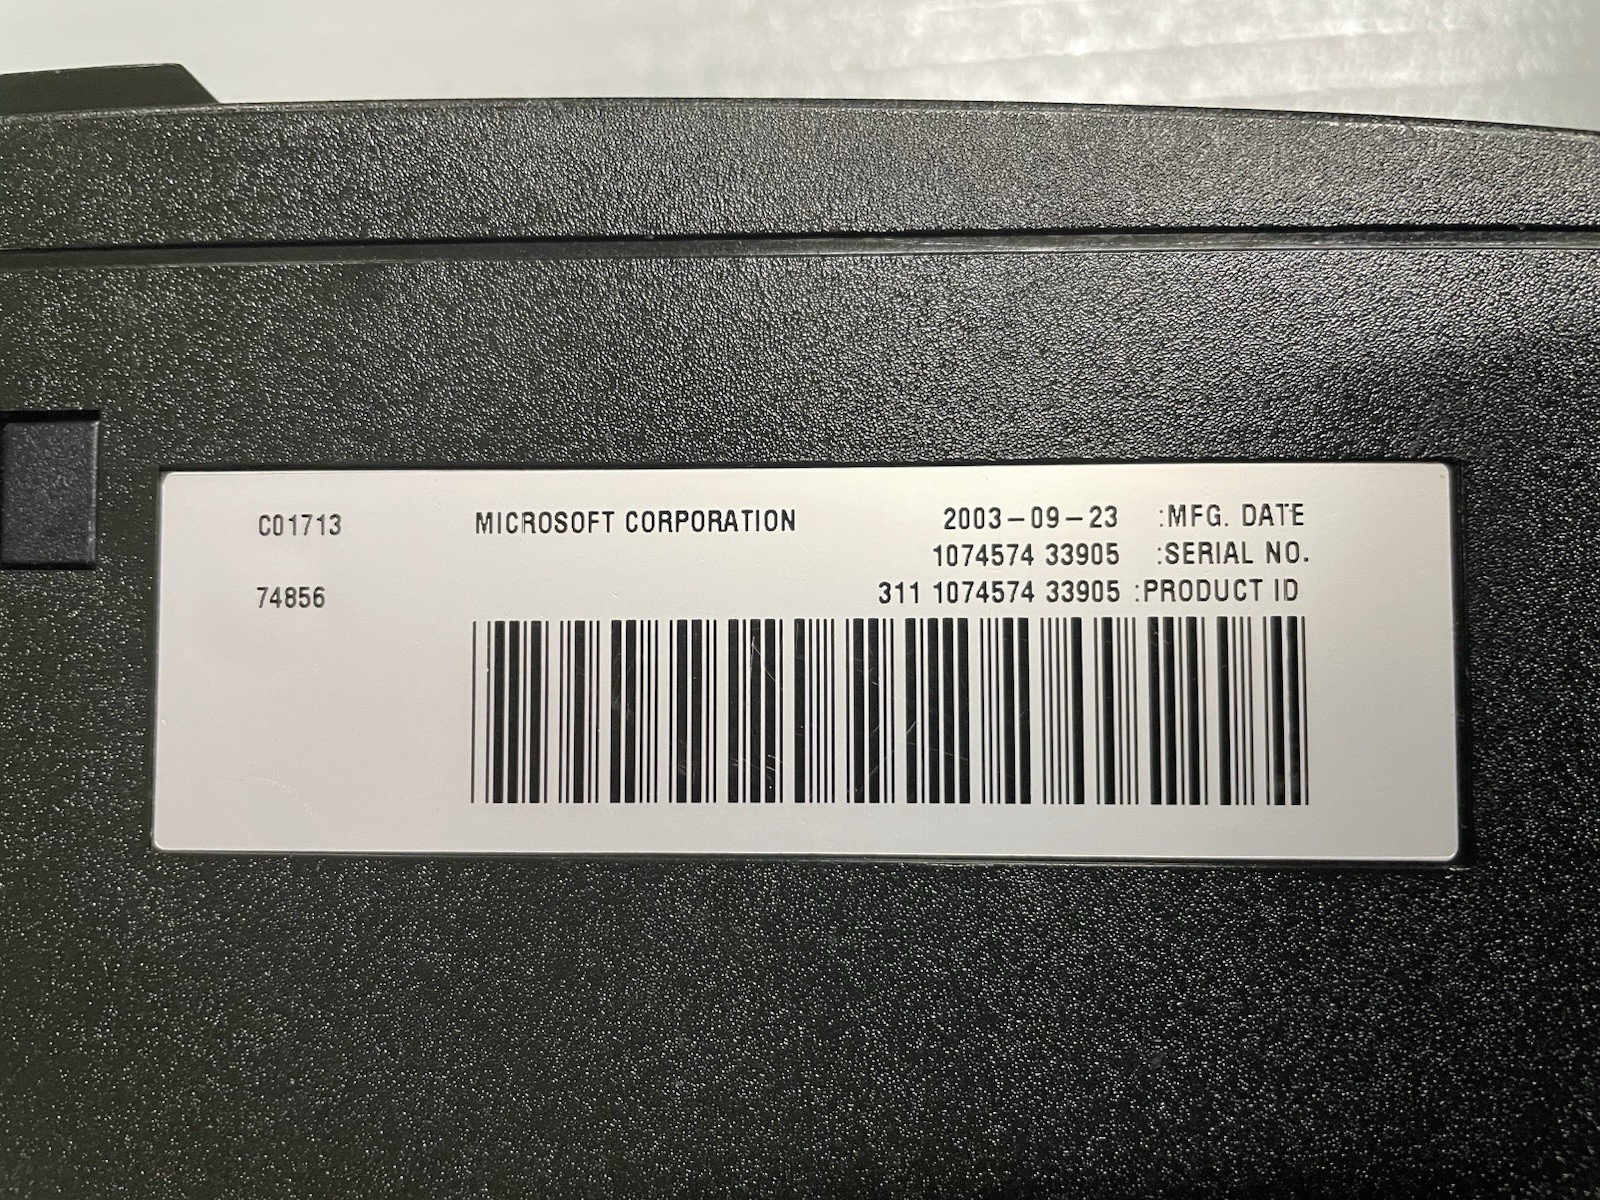 C01713 MICROSOFT CORPORATION 2003-09-23 :MFG. DATE
1074574 33905 :SERIAL NO.
74856 311 1074574 33905 :PRODUCT ID